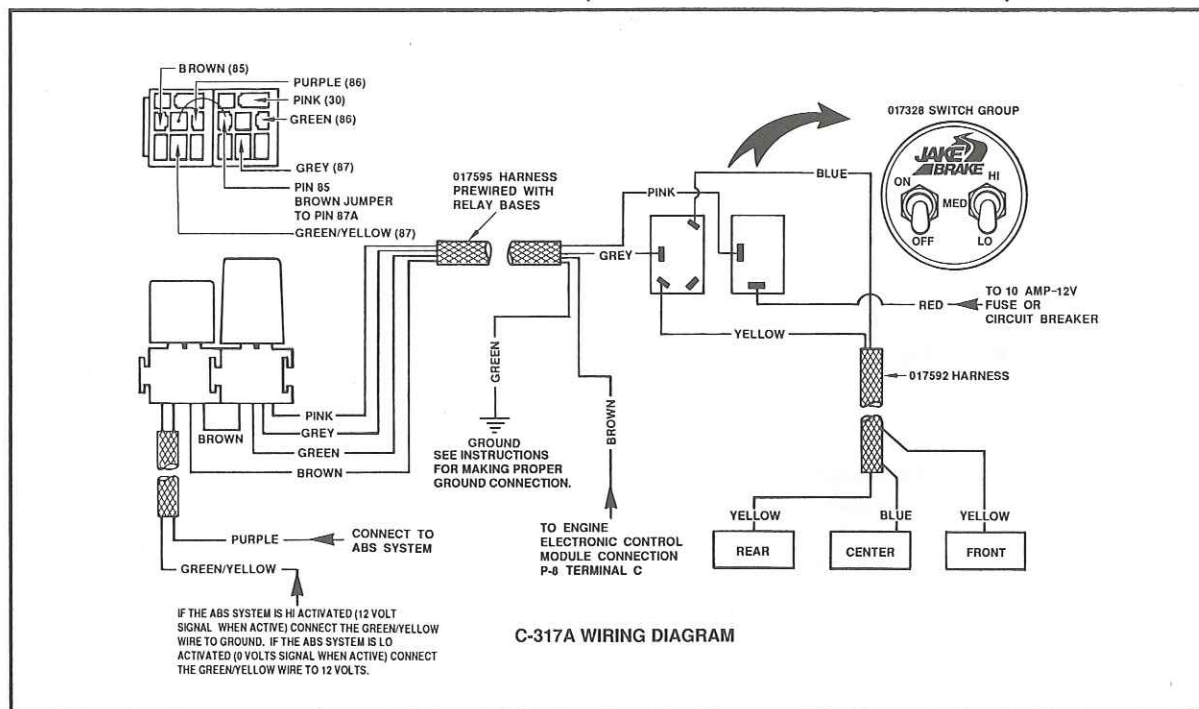 BROWN (85)
PURPLE (86)
PINK (30)
GREEN (86)
GREY (87)
PIN 85
BROWN JUMPER
TO PIN 87A
GREEN/YELLOW (87)
017595 HARNESS
PREWIRED WITH
RELAY BASES
PINK
GREY
BLUE
017328 SWITCH GROUP
JAKE
BRAKE
ON
HI
MED
OFF
LO
RED
TO 10 AMP-12V
FUSE OR
CIRCUIT BREAKER
YELLOW
017592 HARNESS
PINK
GREY
GREEN
BROWN
BROWN
GREEN
GROUND
SEE INSTRUCTIONS
FOR MAKING PROPER
GROUND CONNECTION.
BROWN
TO ENGINE
ELECTRONIC CONTROL
MODULE CONNECTION
P-8 TERMINAL C
PURPLE
CONNECT TO
ABS SYSTEM
GREEN/YELLOW
IF THE ABS SYSTEM IS HI ACTIVATED (12 VOLT
SIGNAL WHEN ACTIVE) CONNECT THE GREEN/YELLOW
WIRE TO GROUND. IF THE ABS SYSTEM IS LO
ACTIVATED (0 VOLTS SIGNAL WHEN ACTIVE) CONNECT
THE GREEN/YELLOW WIRE TO 12 VOLTS.
YELLOW
BLUE
YELLOW
REAR
CENTER
FRONT
C-317A WIRING DIAGRAM